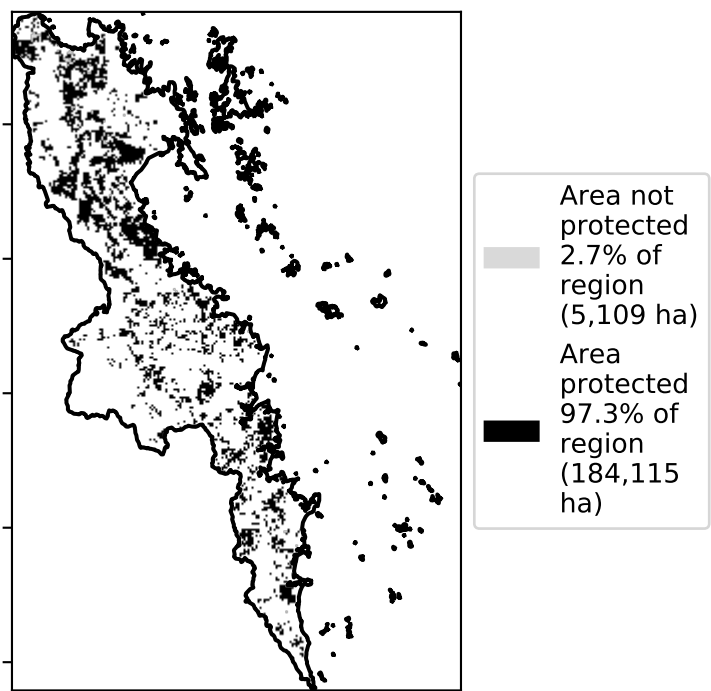 Area not
protected
2.7% of
region
(5,109 ha)
Area
protected
97.3% of
region
(184,115
ha)